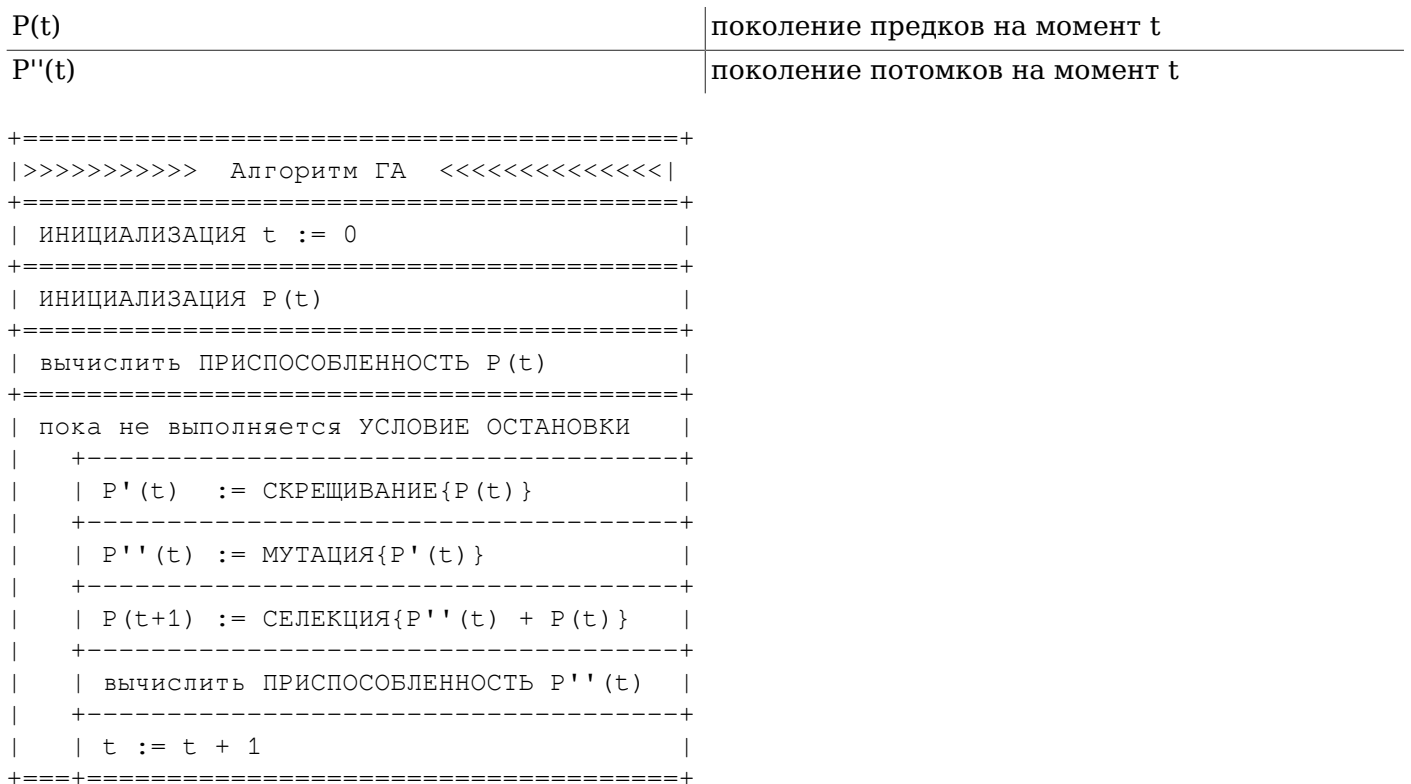 P(t) поколение предков на момент t
P''(t) поколение потомков на момент t
+=========================================+
|>>>>>>>>>>> Алгоритм ГА <<<<<<<<<<<<<<|
+=========================================+
| ИНИЦИАЛИЗАЦИЯ t := 0 |
+=========================================+
| ИНИЦИАЛИЗАЦИЯ P(t) |
+=========================================+
| вычислить ПРИСПОСОБЛЕННОСТЬ P(t) |
+=========================================+
| пока не выполняется УСЛОВИЕ ОСТАНОВКИ |
| +-------------------------------------+
| | P'(t) := СКРЕЩИВАНИЕ{P(t)} |
| +-------------------------------------+
| | P''(t) := МУТАЦИЯ{P'(t)} |
| +-------------------------------------+
| | P(t+1) := СЕЛЕКЦИЯ{P''(t) + P(t)} |
| +-------------------------------------+
| | вычислить ПРИСПОСОБЛЕННОСТЬ P''(t) |
| +-------------------------------------+
| | t := t + 1 |
+===+=====================================+